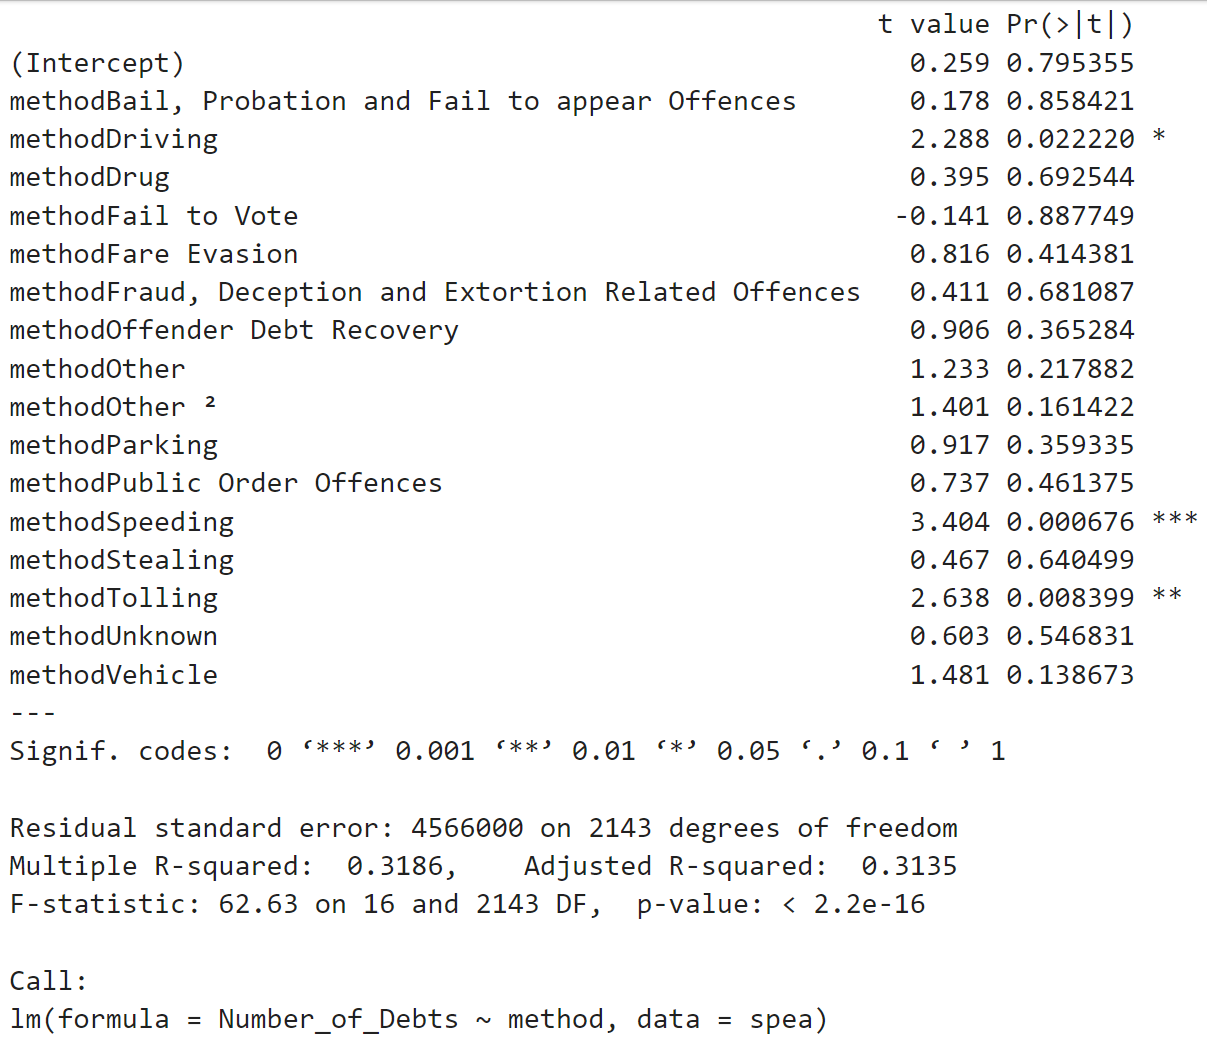 t value Pr(>|t|)
(Intercept) 0.259 0.795355
methodBail, Probation and Fail to appear Offences 0.178 0.858421
methodDriving 2.288 0.022220 *
methodDrug 0.395 0.692544
methodFail to Vote -0.141 0.887749
methodFare Evasion 0.816 0.414381
methodFraud, Deception and Extortion Related Offences 0.411 0.681087
methodOffender Debt Recovery 0.906 0.365284
methodOther 1.233 0.217882
methodOther ² 1.401 0.161422
methodParking 0.917 0.359335
methodPublic Order Offences 0.737 0.461375
methodSpeeding 3.404 0.000676 ***
methodStealing 0.467 0.640499
methodTolling 2.638 0.008399 **
methodUnknown 0.603 0.546831
methodVehicle 1.481 0.138673
---
Signif. codes:  0 ‘***’ 0.001 ‘**’ 0.01 ‘*’ 0.05 ‘.’ 0.1 ‘ ’ 1
Residual standard error: 4566000 on 2143 degrees of freedom
Multiple R-squared:  0.3186,    Adjusted R-squared:  0.3135
F-statistic: 62.63 on 16 and 2143 DF,  p-value: < 2.2e-16
Call:
lm(formula = Number_of_Debts ~ method, data = spea)